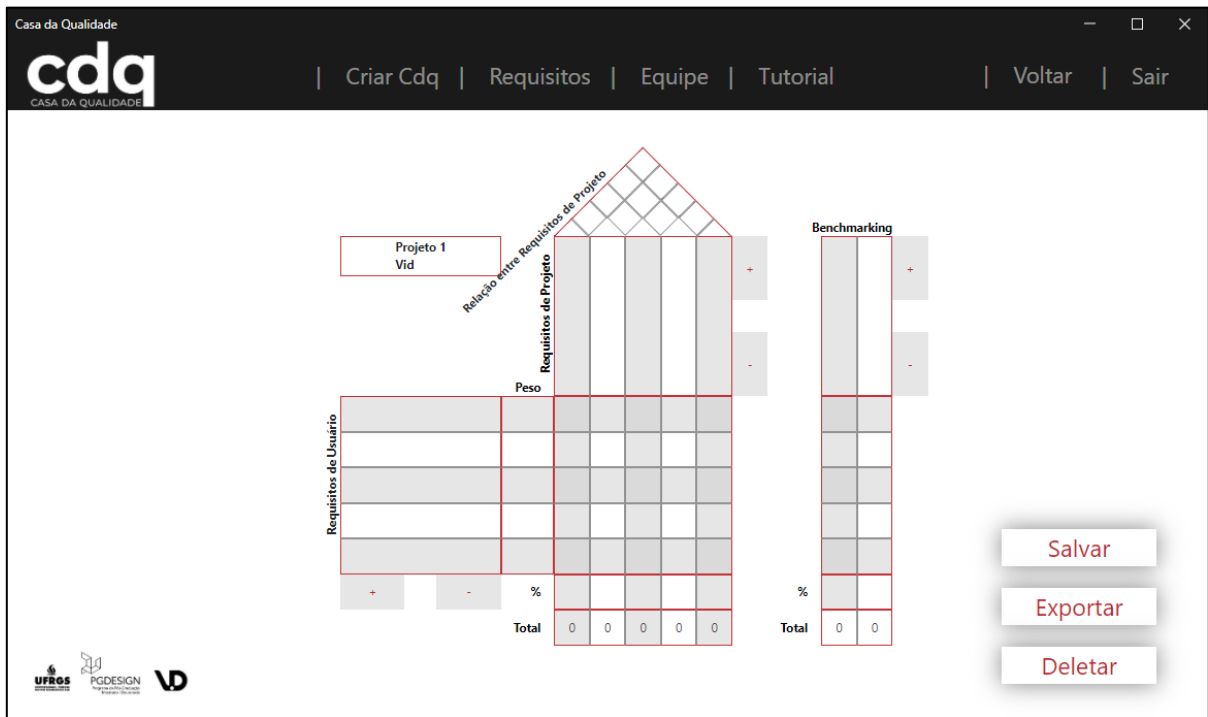 Casa da Qualidade
cdq
CASA DA QUALIDADE
| Criar Cdq | Requisitos | Equipe | Tutorial | Voltar | Sair
Relação entre Requisitos de Projeto
Benchmarking
Projeto 1
Vid
Requisitos de Projeto
+
+
-
-
Peso
Requisitos de Usuário
+ -
% %
Total 0 0 0 0 0 Total 0 0
Salvar
Exportar
Deletar
UFRGS
PGDESIGN
VD